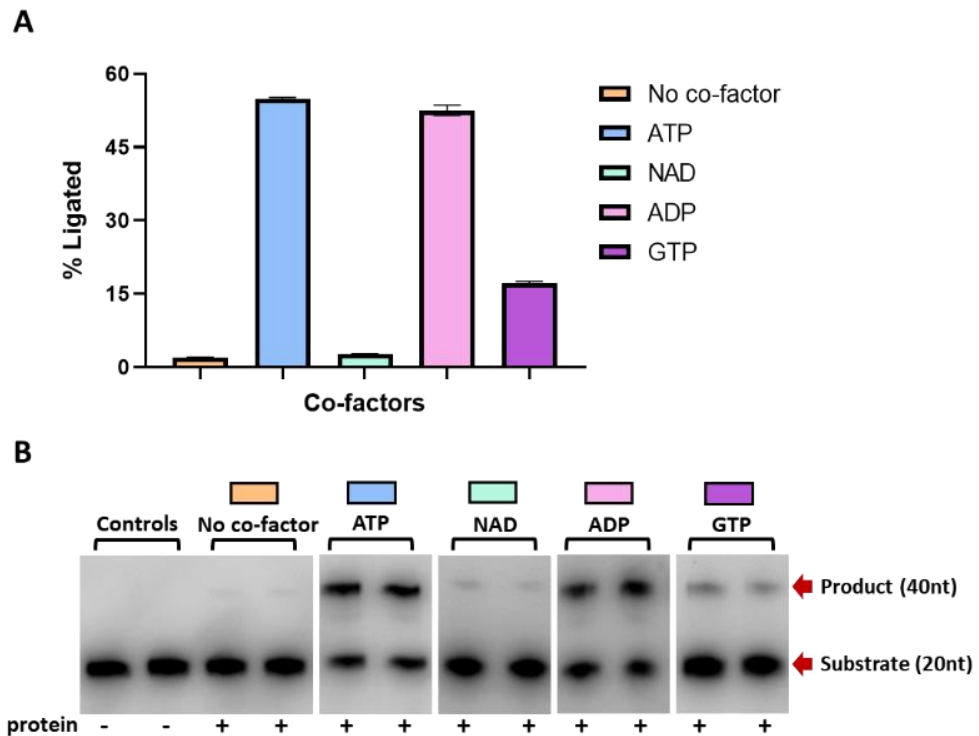 A
60
45
30
15
0
% Ligated
Co-factors
No co-factor
ATP
NAD
ADP
GTP
B
Controls No co-factor ATP NAD ADP GTP
Product (40nt)
Substrate (20nt)
protein - - + + + + + + + + + +